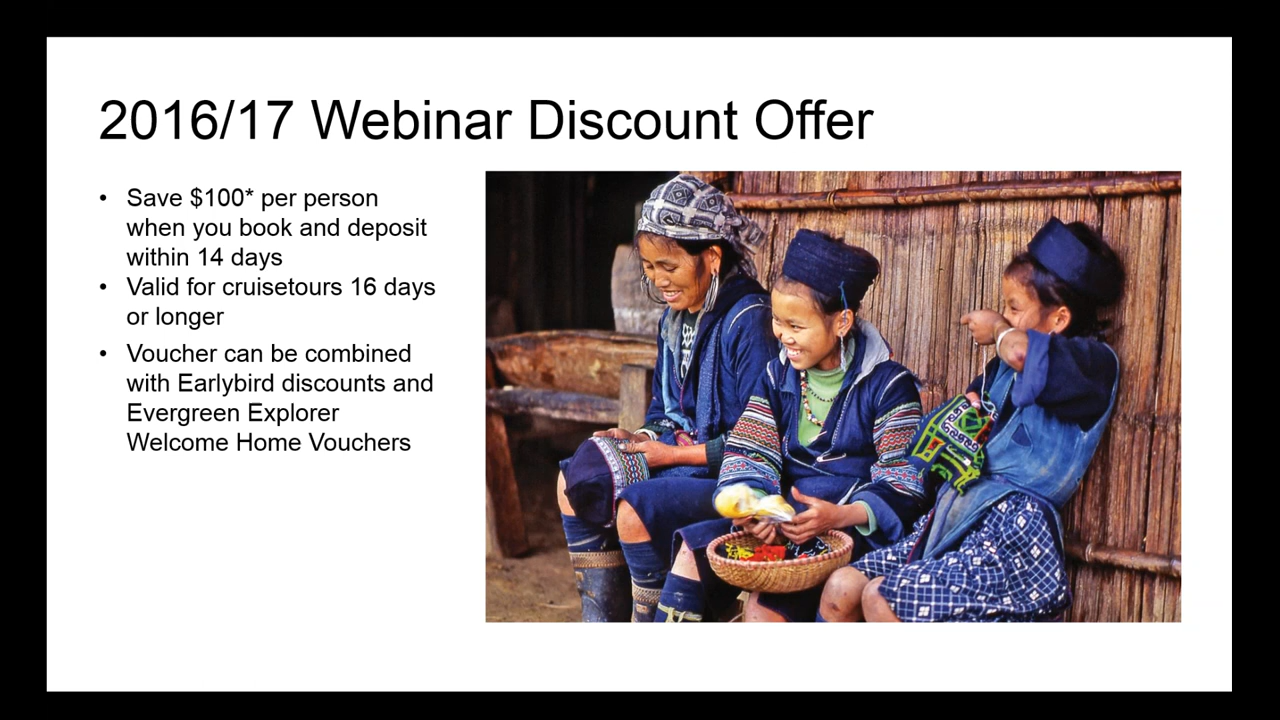 2016/17 Webinar Discount Offer
• Save $100* per person
when you book and deposit
within 14 days
• Valid for cruisetours 16 days
or longer
• Voucher can be combined
with Earlybird discounts and
Evergreen Explorer
Welcome Home Vouchers